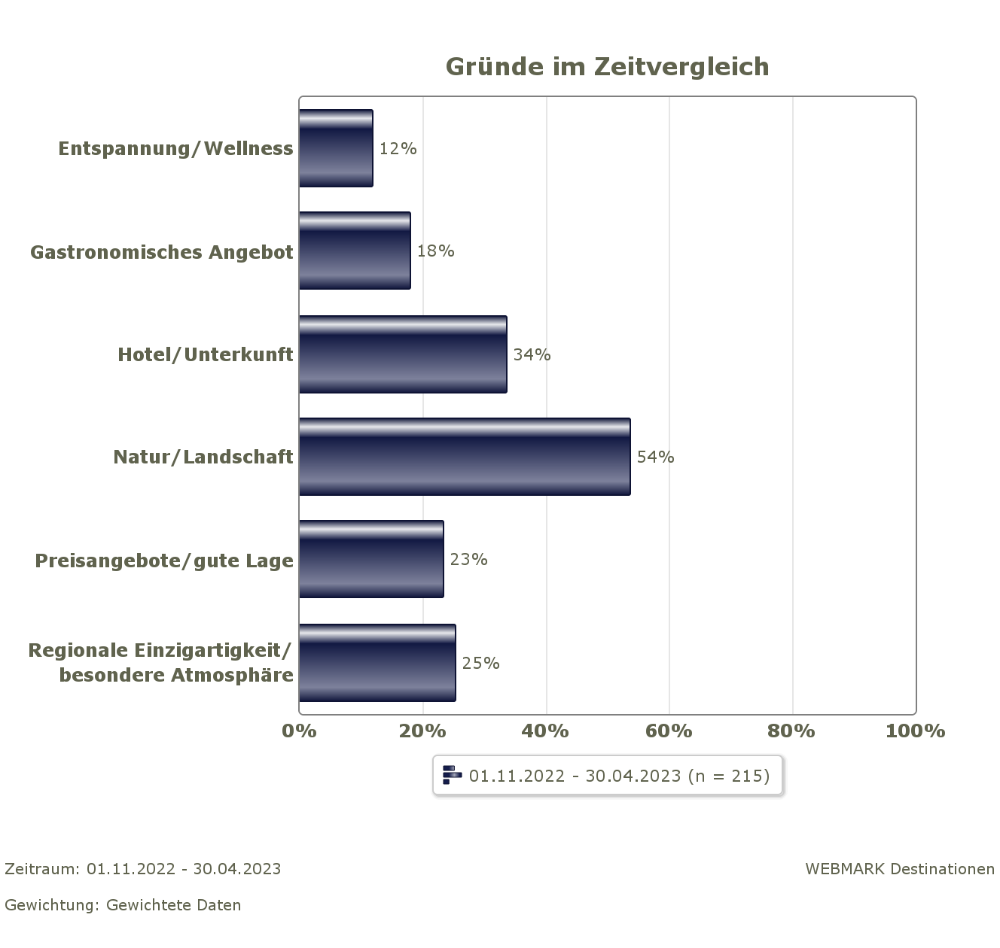 Gründe im Zeitvergleich
Entspannung/Wellness
12%
Gastronomisches Angebot
18%
Hotel/Unterkunft
34%
Natur/Landschaft
54%
Preisangebote/gute Lage
23%
Regionale Einzigartigkeit/
besondere Atmosphäre
25%
0% 20% 40% 60% 80% 100%
01.11.2022 - 30.04.2023 (n = 215)
Zeitraum: 01.11.2022 - 30.04.2023
WEBMARK Destinationen
Gewichtung: Gewichtete Daten